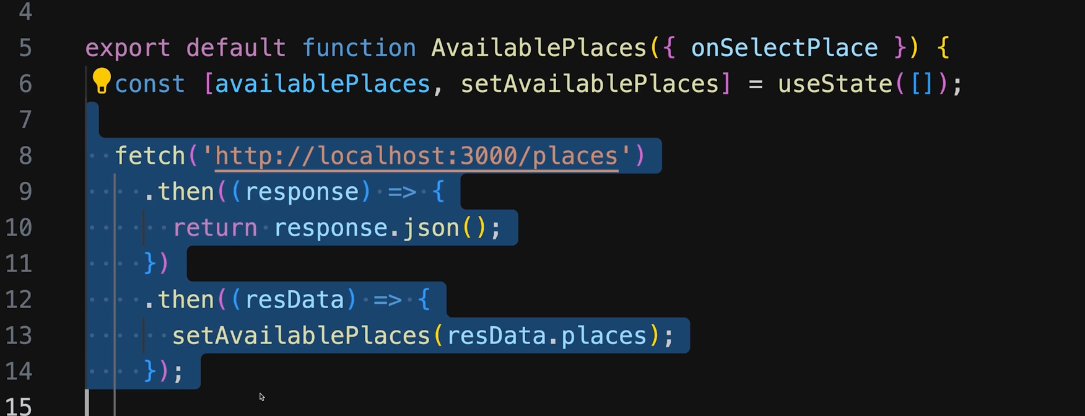 4
5 export default function AvailablePlaces({ onSelectPlace }) {
6 const [availablePlaces, setAvailablePlaces] = useState([]);
7
8 fetch('http://localhost:3000/places')
9 .then((response) => {
10 return response.json();
11 })
12 .then((resData) => {
13 setAvailablePlaces(resData.places);
14 });
15